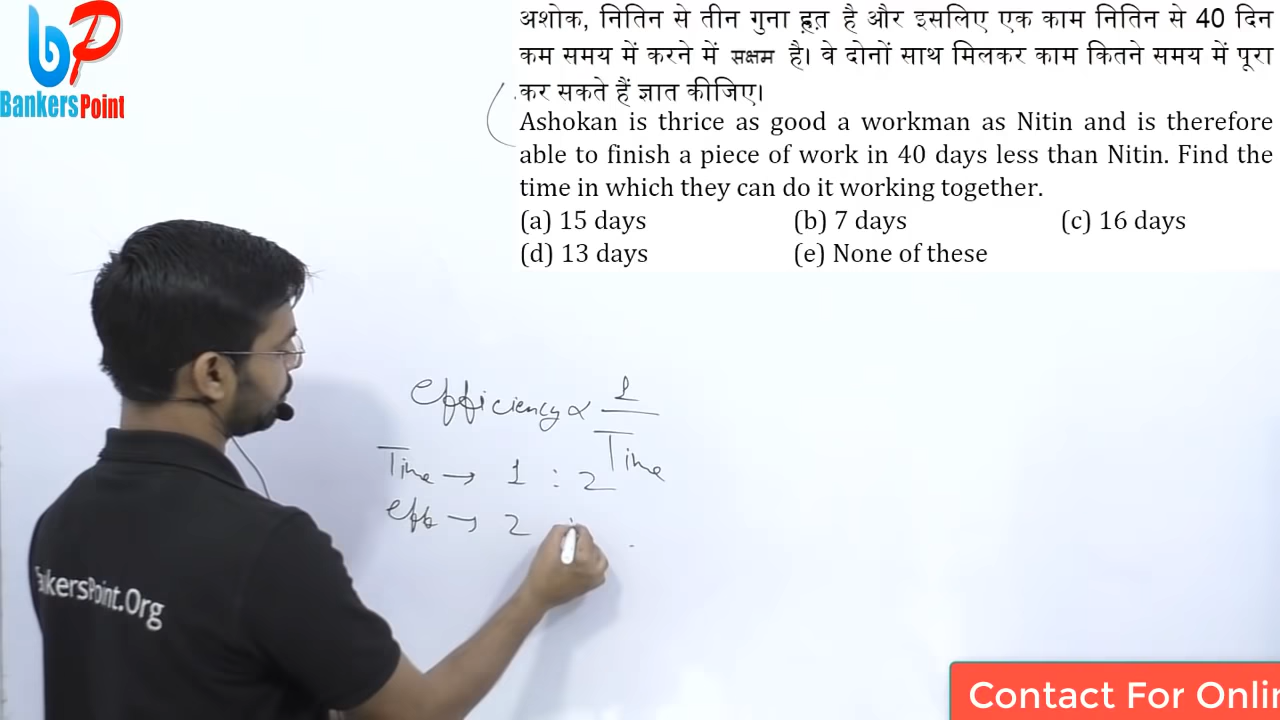 BankersPoint
अशोक, नितिन से तीन गुना द्रुत है और इसलिए एक काम नितिन से 40 दिन
कम समय में करने में सक्षम है। वे दोनों साथ मिलकर काम कितने समय में पूरा
कर सकते हैं ज्ञात कीजिए।
Ashokan is thrice as good a workman as Nitin and is therefore
able to finish a piece of work in 40 days less than Nitin. Find the
time in which they can do it working together.
(a) 15 days (b) 7 days (c) 16 days
(d) 13 days (e) None of these
efficiency ∝ 1/Time
Time → 1 : 2
eff → 2 :
BankersPoint.Org
Contact For Onlin